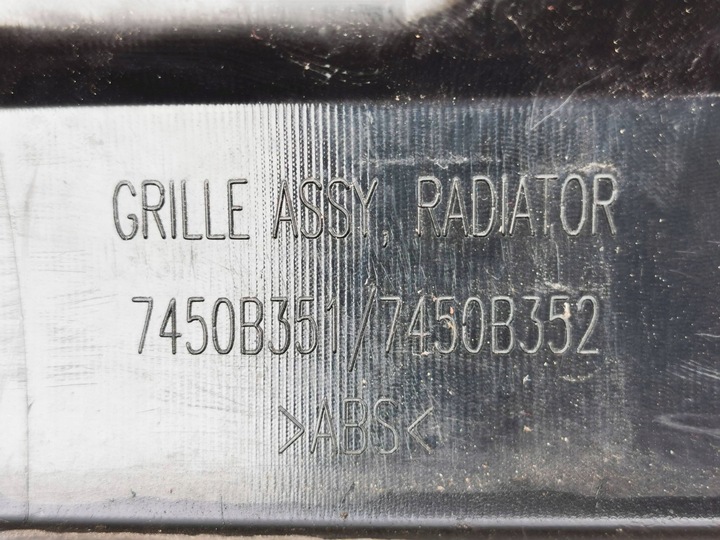 GRILLE ASSY, RADIATOR
7450B351/7450B352
>ABS<